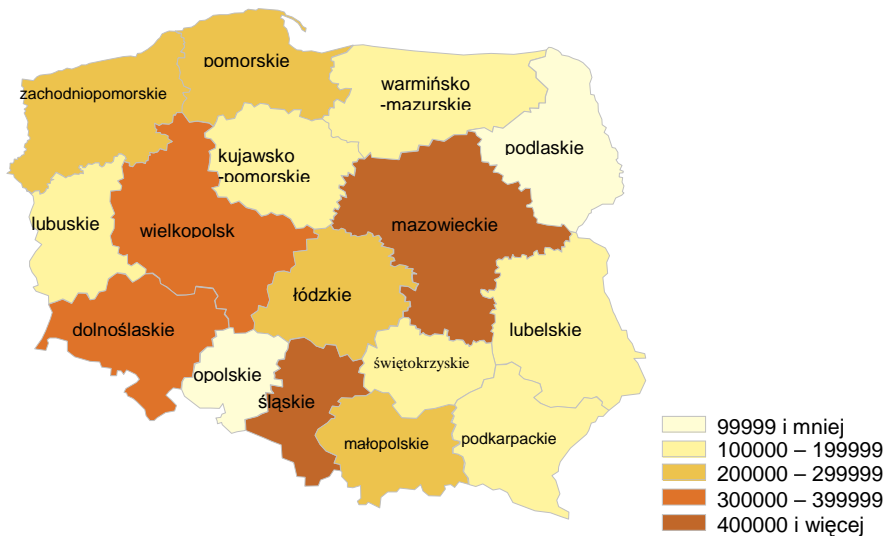 pomorskie
zachodniopomorskie
warmińsko
-mazurskie
podlaskie
kujawsko
-pomorskie
lubuskie
wielkopolsk
mazowieckie
łódzkie
dolnośląskie
lubelskie
świętokrzyskie
opolskie
śląskie
małopolskie
podkarpackie
99999 i mniej
100000 – 199999
200000 – 299999
300000 – 399999
400000 i więcej